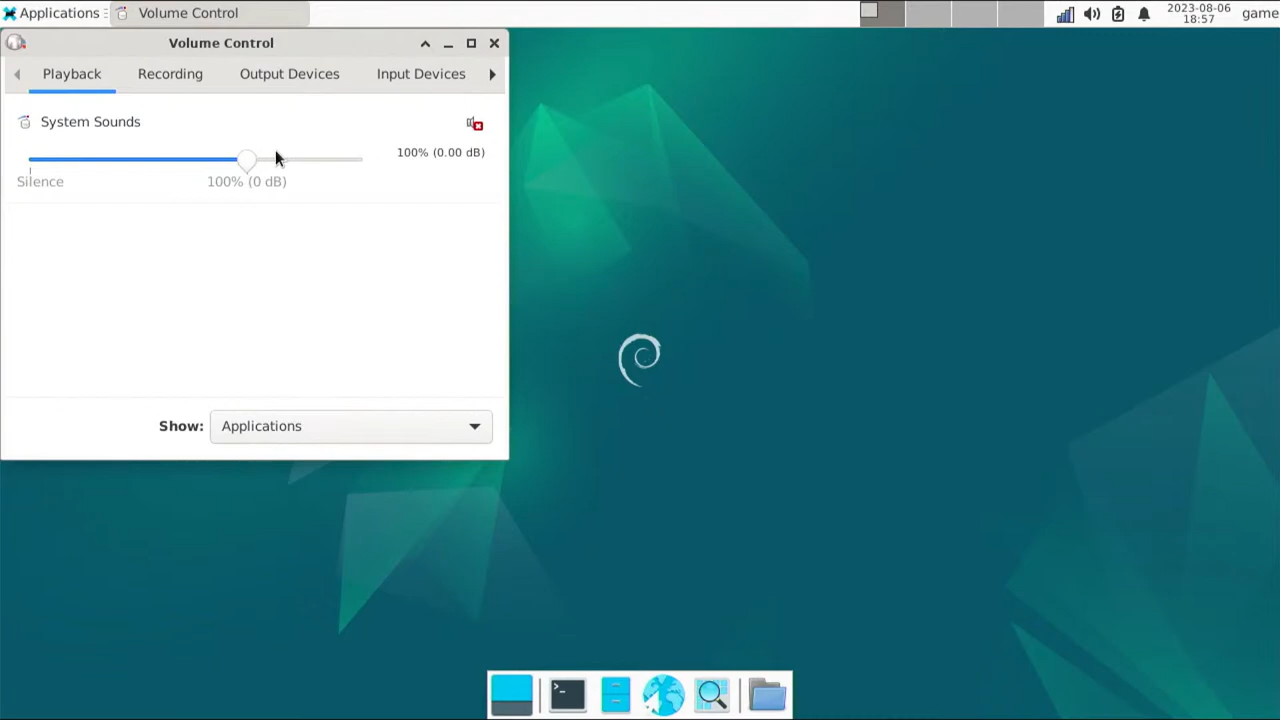 Applications
Volume Control
2023-08-06
18:57
game
Volume Control
Playback
Recording
Output Devices
Input Devices
System Sounds
100% (0.00 dB)
Silence
100% (0 dB)
Show:
Applications
>_